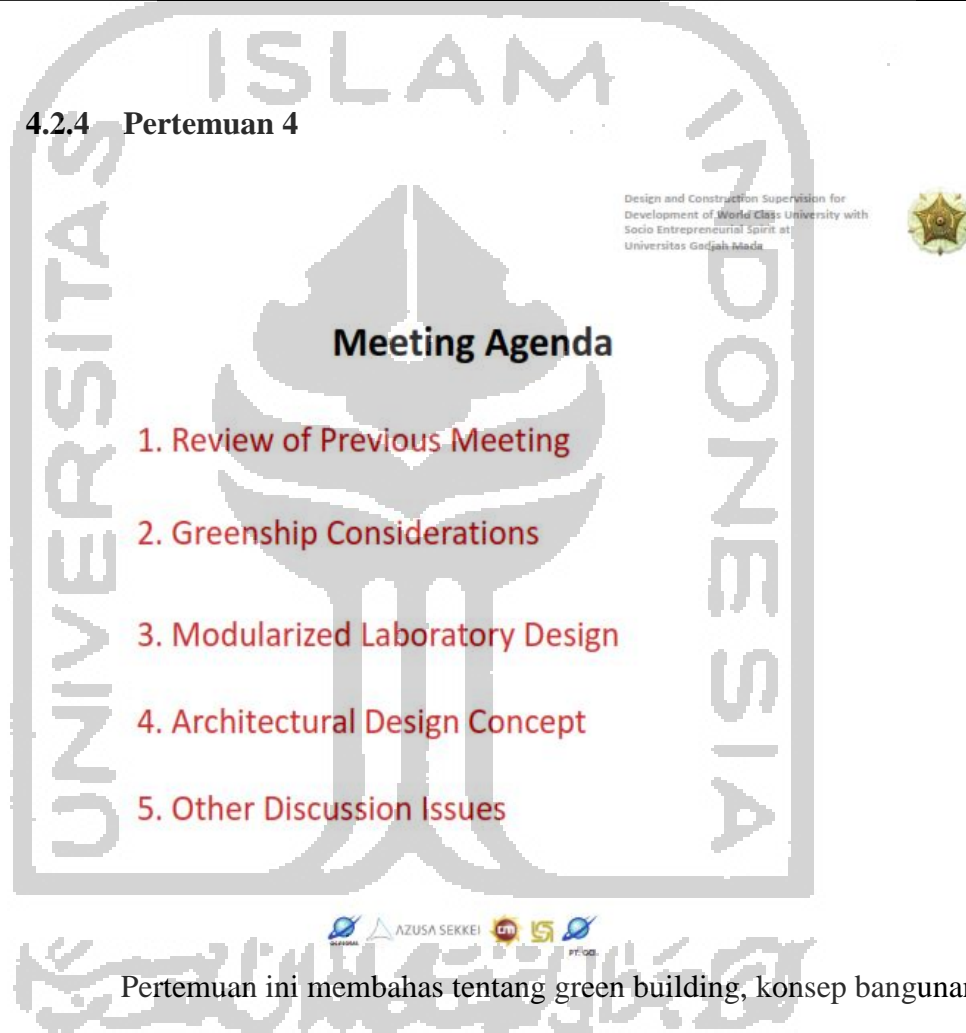 ISLAM
UNIVERSITAS
INDONESIA
4.2.4 Pertemuan 4
Design and Construction Supervision for
Development of World Class University with
Socio Entrepreneurial Spirit at
Universitas Gadjah Mada
Meeting Agenda
1. Review of Previous Meeting
2. Greenship Considerations
3. Modularized Laboratory Design
4. Architectural Design Concept
5. Other Discussion Issues
AZUSA SEKKEI
Pertemuan ini membahas tentang green building, konsep bangunan